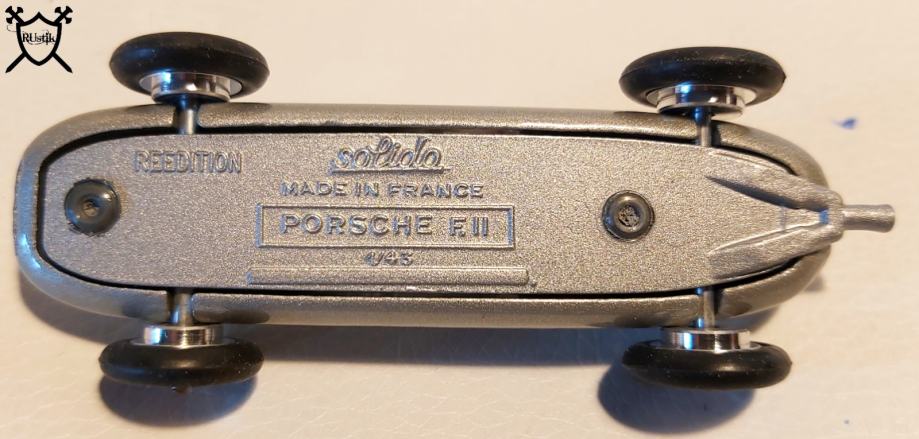 RUstik
REEDITION
solido
MADE IN FRANCE
PORSCHE F.II
1/43